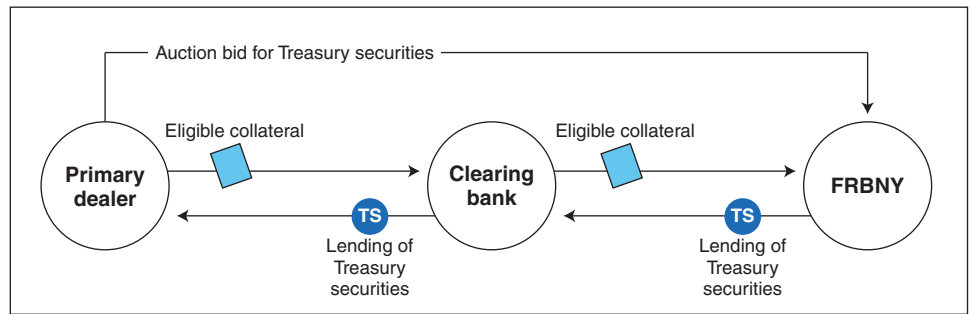 Auction bid for Treasury securities
Eligible collateral
Eligible collateral
Primary
dealer
Clearing
bank
FRBNY
TS
TS
Lending of
Treasury
securities
Lending of
Treasury
securities